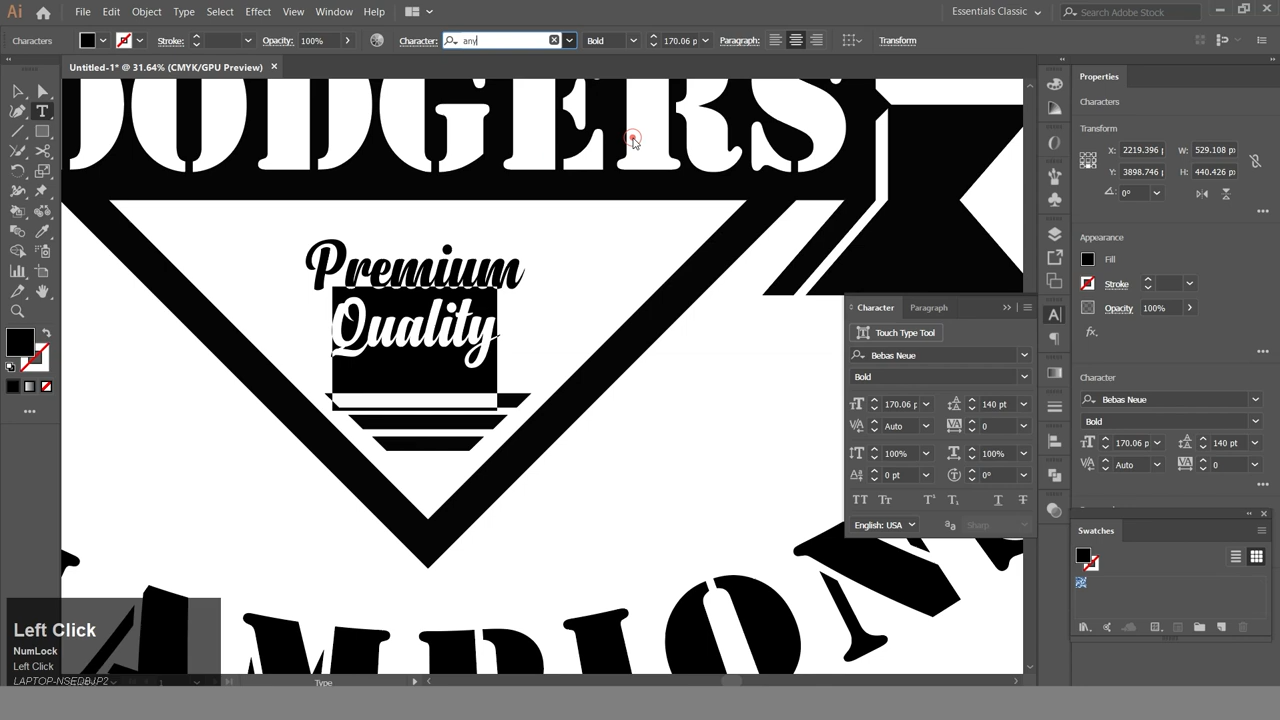 Ai File Edit Object Type Select Effect View Window Help Essentials Classic Search Adobe Stock
Characters Stroke: Opacity: 100% Character: any Bold 170.06 p Paragraph: Transform
Untitled-1* @ 31.64% (CMYK/GPU Preview)
DODGERS
Premium
Quality
Properties
Characters
Transform
X: 2219.396 p W: 529.108 p
Y: 3898.746 p H: 440.426 p
0°
Appearance
Fill
Stroke
Opacity 100%
fx.
Character
Bebas Neue
Bold
170.06 p 140 pt
Auto 0
Character Paragraph
Touch Type Tool
Bebas Neue
Bold
170.06 p 140 pt
Auto 0
100% 100%
0 pt 0°
English: USA Sharp
Swatches
AMPION
Left Click
NumLock
Left Click
LAPTOP-NSEDBJP2
1 Type